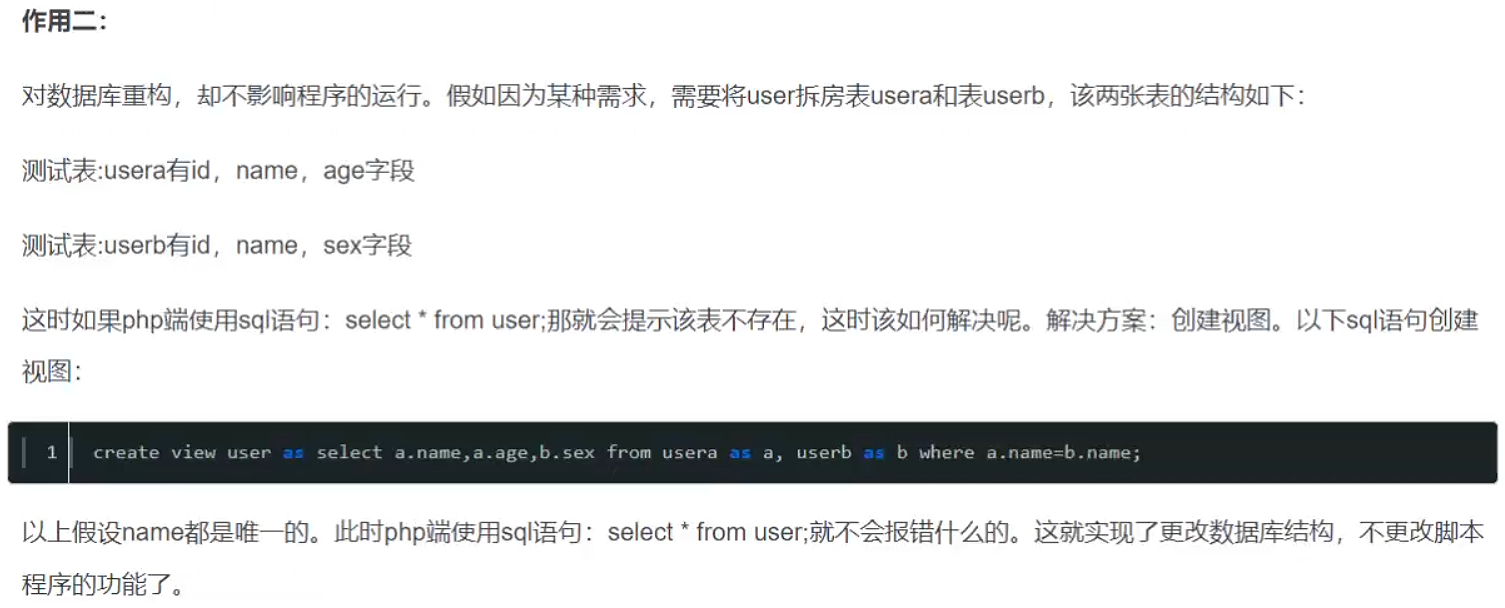 作用二：
对数据库重构，却不影响程序的运行。假如因为某种需求，需要将user拆房表usera和表userb，该两张表的结构如下：
测试表:usera有id，name，age字段
测试表:userb有id，name，sex字段
这时如果php端使用sql语句：select * from user;那就会提示该表不存在，这时该如何解决呢。解决方案：创建视图。以下sql语句创建
视图：
1 create view user as select a.name,a.age,b.sex from usera as a, userb as b where a.name=b.name;
以上假设name都是唯一的。此时php端使用sql语句：select * from user;就不会报错什么的。这就实现了更改数据库结构，不更改脚本
程序的功能了。